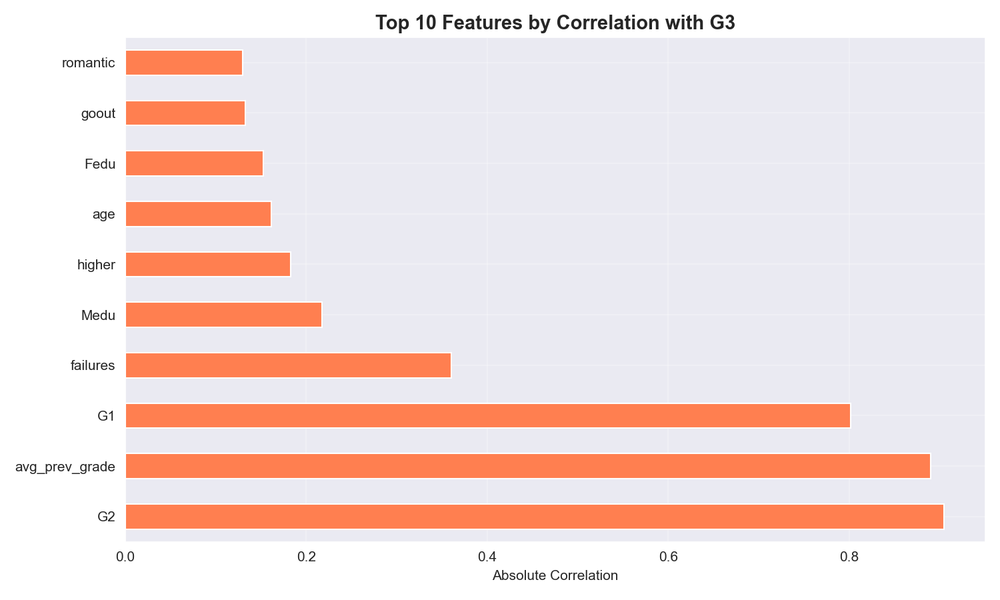 Top 10 Features by Correlation with G3
romantic
goout
Fedu
age
higher
Medu
failures
G1
avg_prev_grade
G2
0.0 0.2 0.4 0.6 0.8
Absolute Correlation